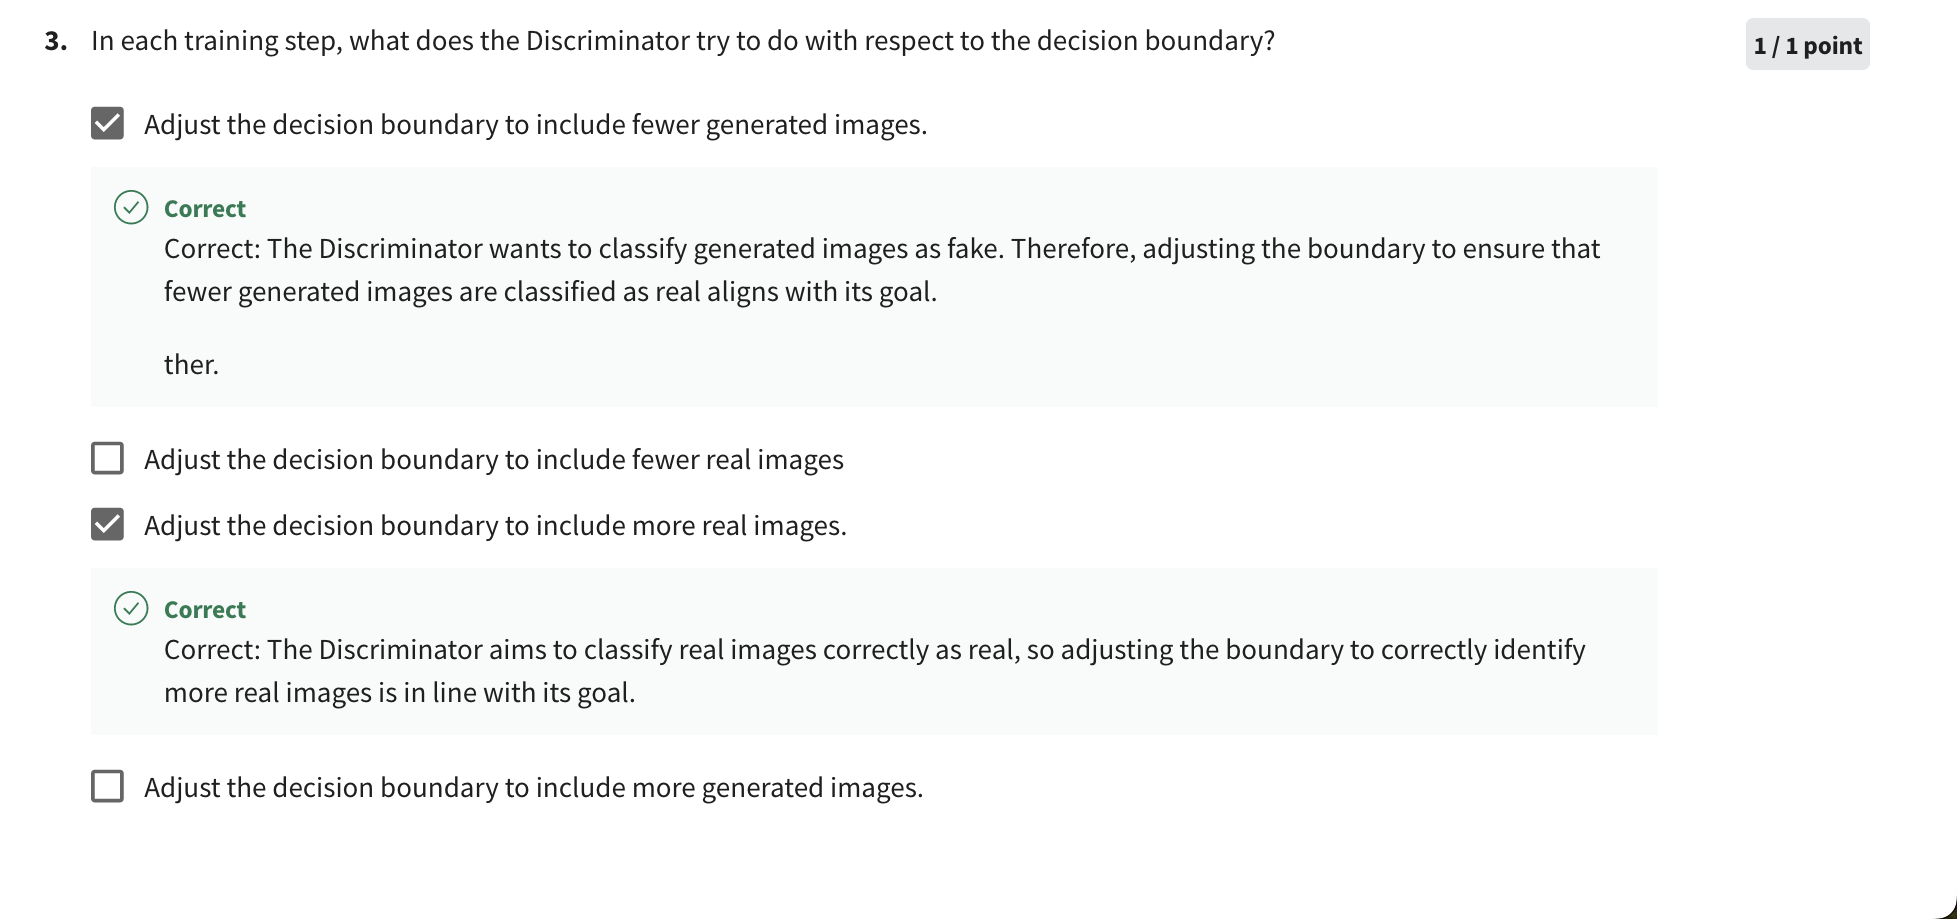 3. In each training step, what does the Discriminator try to do with respect to the decision boundary?
1 / 1 point
Adjust the decision boundary to include fewer generated images.
Correct
Correct: The Discriminator wants to classify generated images as fake. Therefore, adjusting the boundary to ensure that
fewer generated images are classified as real aligns with its goal.
ther.
Adjust the decision boundary to include fewer real images
Adjust the decision boundary to include more real images.
Correct
Correct: The Discriminator aims to classify real images correctly as real, so adjusting the boundary to correctly identify
more real images is in line with its goal.
Adjust the decision boundary to include more generated images.